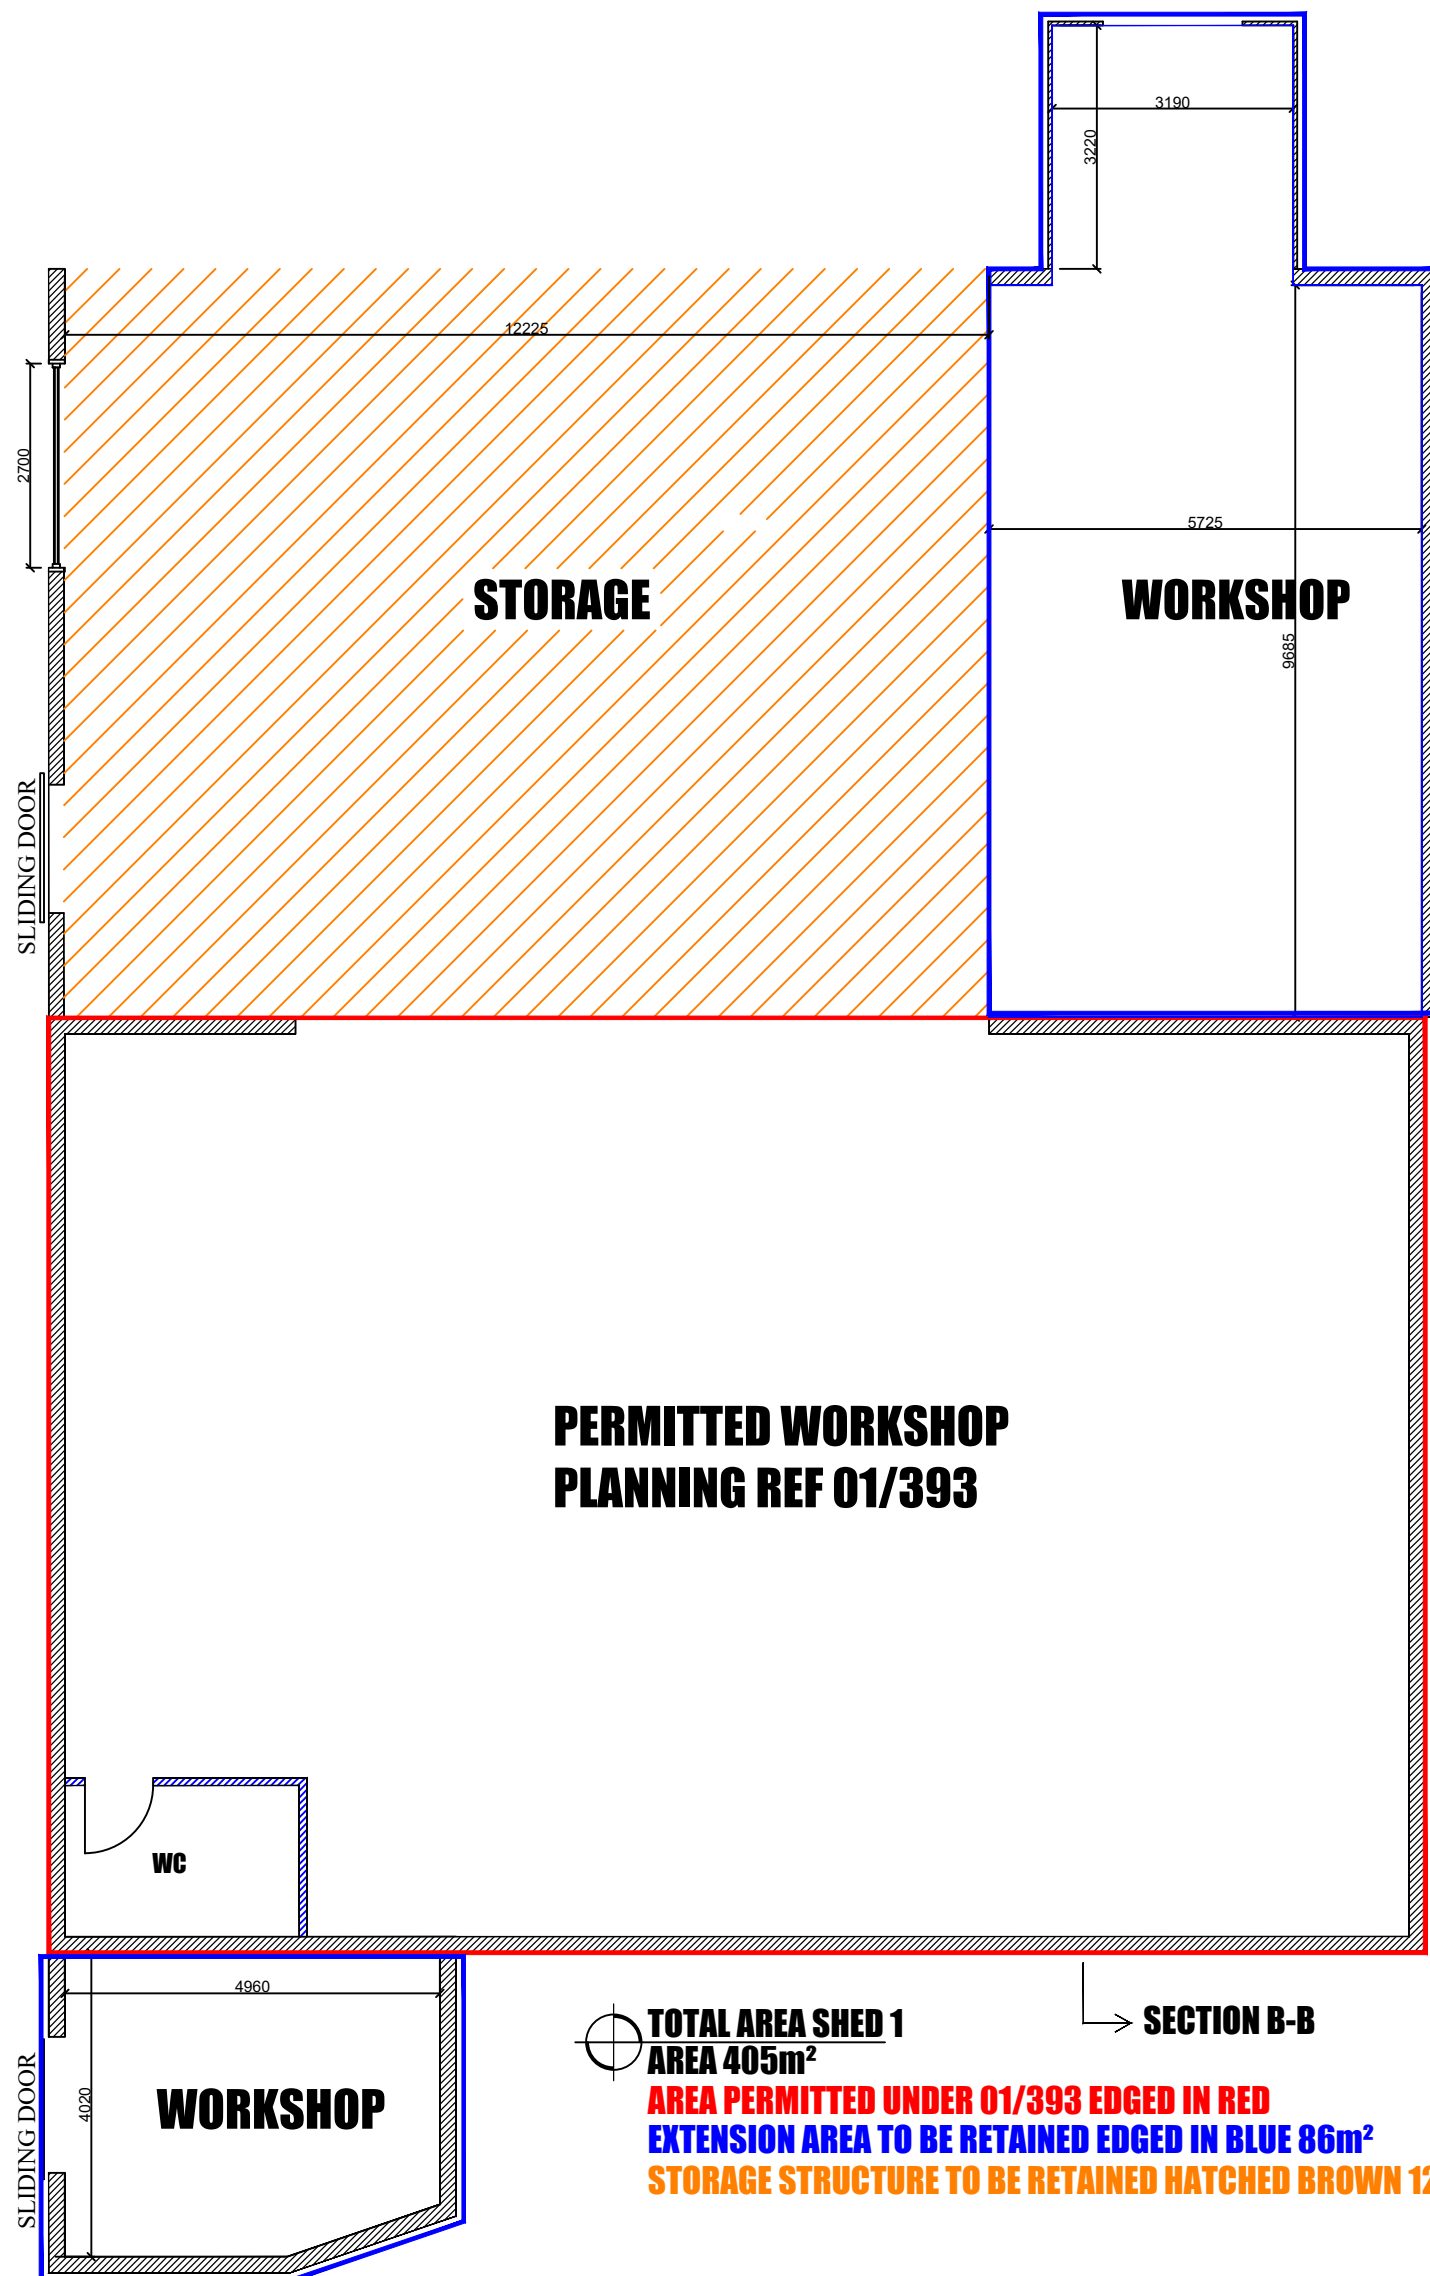 3190
3220
12225
2700
5725
STORAGE
WORKSHOP
9685
SLIDING DOOR
PERMITTED WORKSHOP
PLANNING REF 01/393
WC
4960
4020
WORKSHOP
SLIDING DOOR
TOTAL AREA SHED 1
AREA 405m²
SECTION B-B
AREA PERMITTED UNDER 01/393 EDGED IN RED
EXTENSION AREA TO BE RETAINED EDGED IN BLUE 86m²
STORAGE STRUCTURE TO BE RETAINED HATCHED BROWN